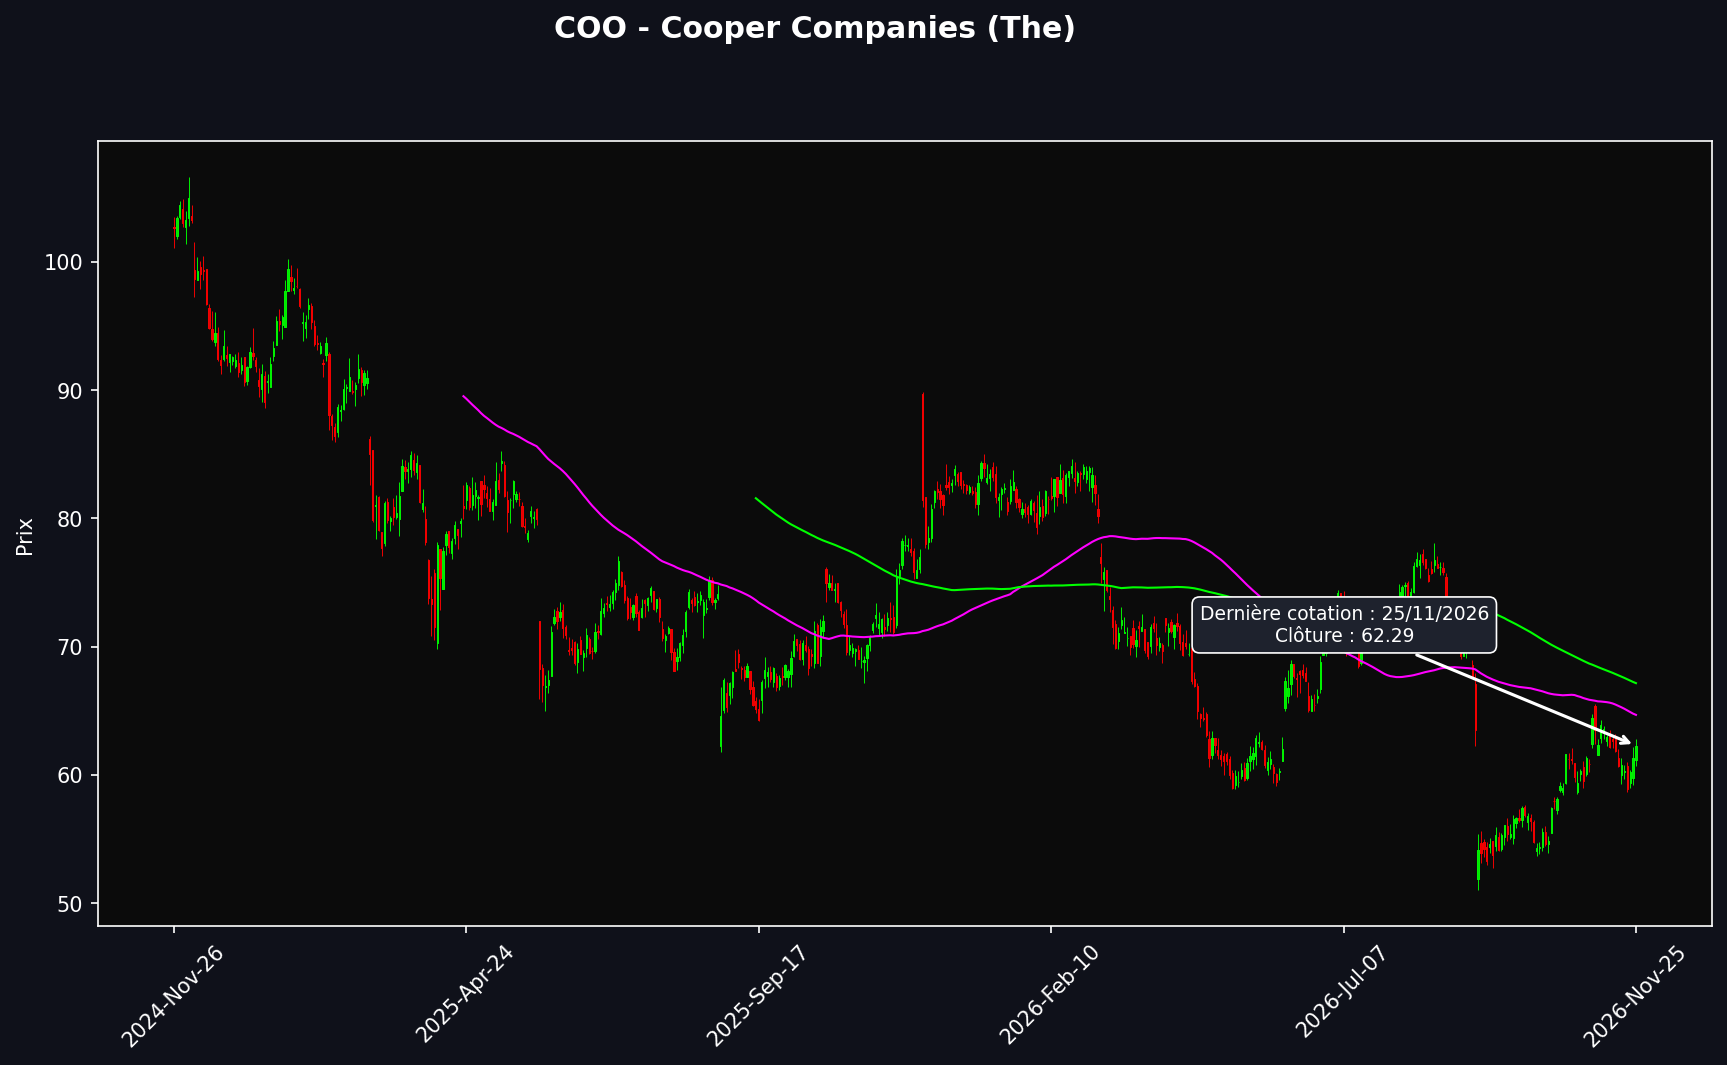 COO - Cooper Companies (The)
Prix
100
90
80
70
60
50
Dernière cotation : 25/11/2026
Clôture : 62.29
2024-Nov-26
2025-Apr-24
2025-Sep-17
2026-Feb-10
2026-Jul-07
2026-Nov-25